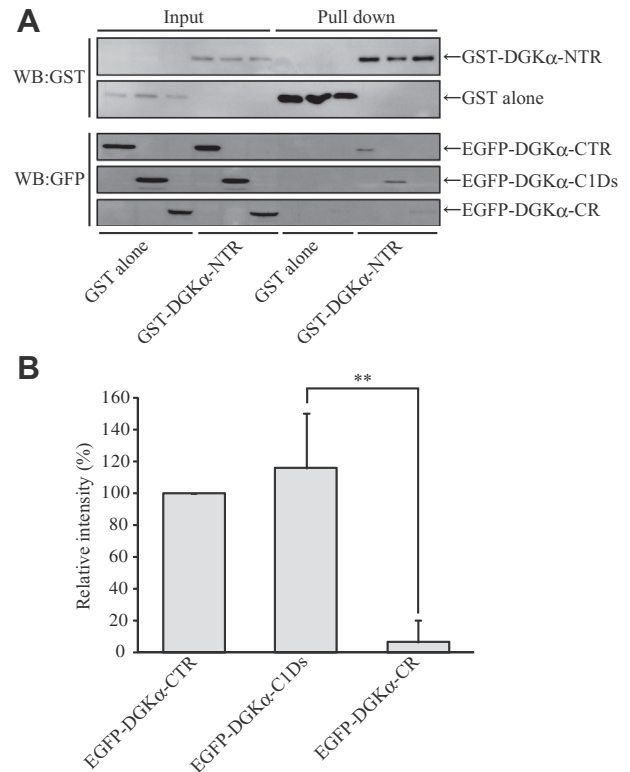 A
Input Pull down
WB:GST
←GST-DGKα-NTR
←GST alone
WB:GFP
←EGFP-DGKα-CTR
←EGFP-DGKα-C1Ds
←EGFP-DGKα-CR
GST alone
GST-DGKα-NTR
GST alone
GST-DGKα-NTR
B
Relative intensity (%)
160
140
120
100
80
60
40
20
0
**
EGFP-DGKα-CTR
EGFP-DGKα-C1Ds
EGFP-DGKα-CR